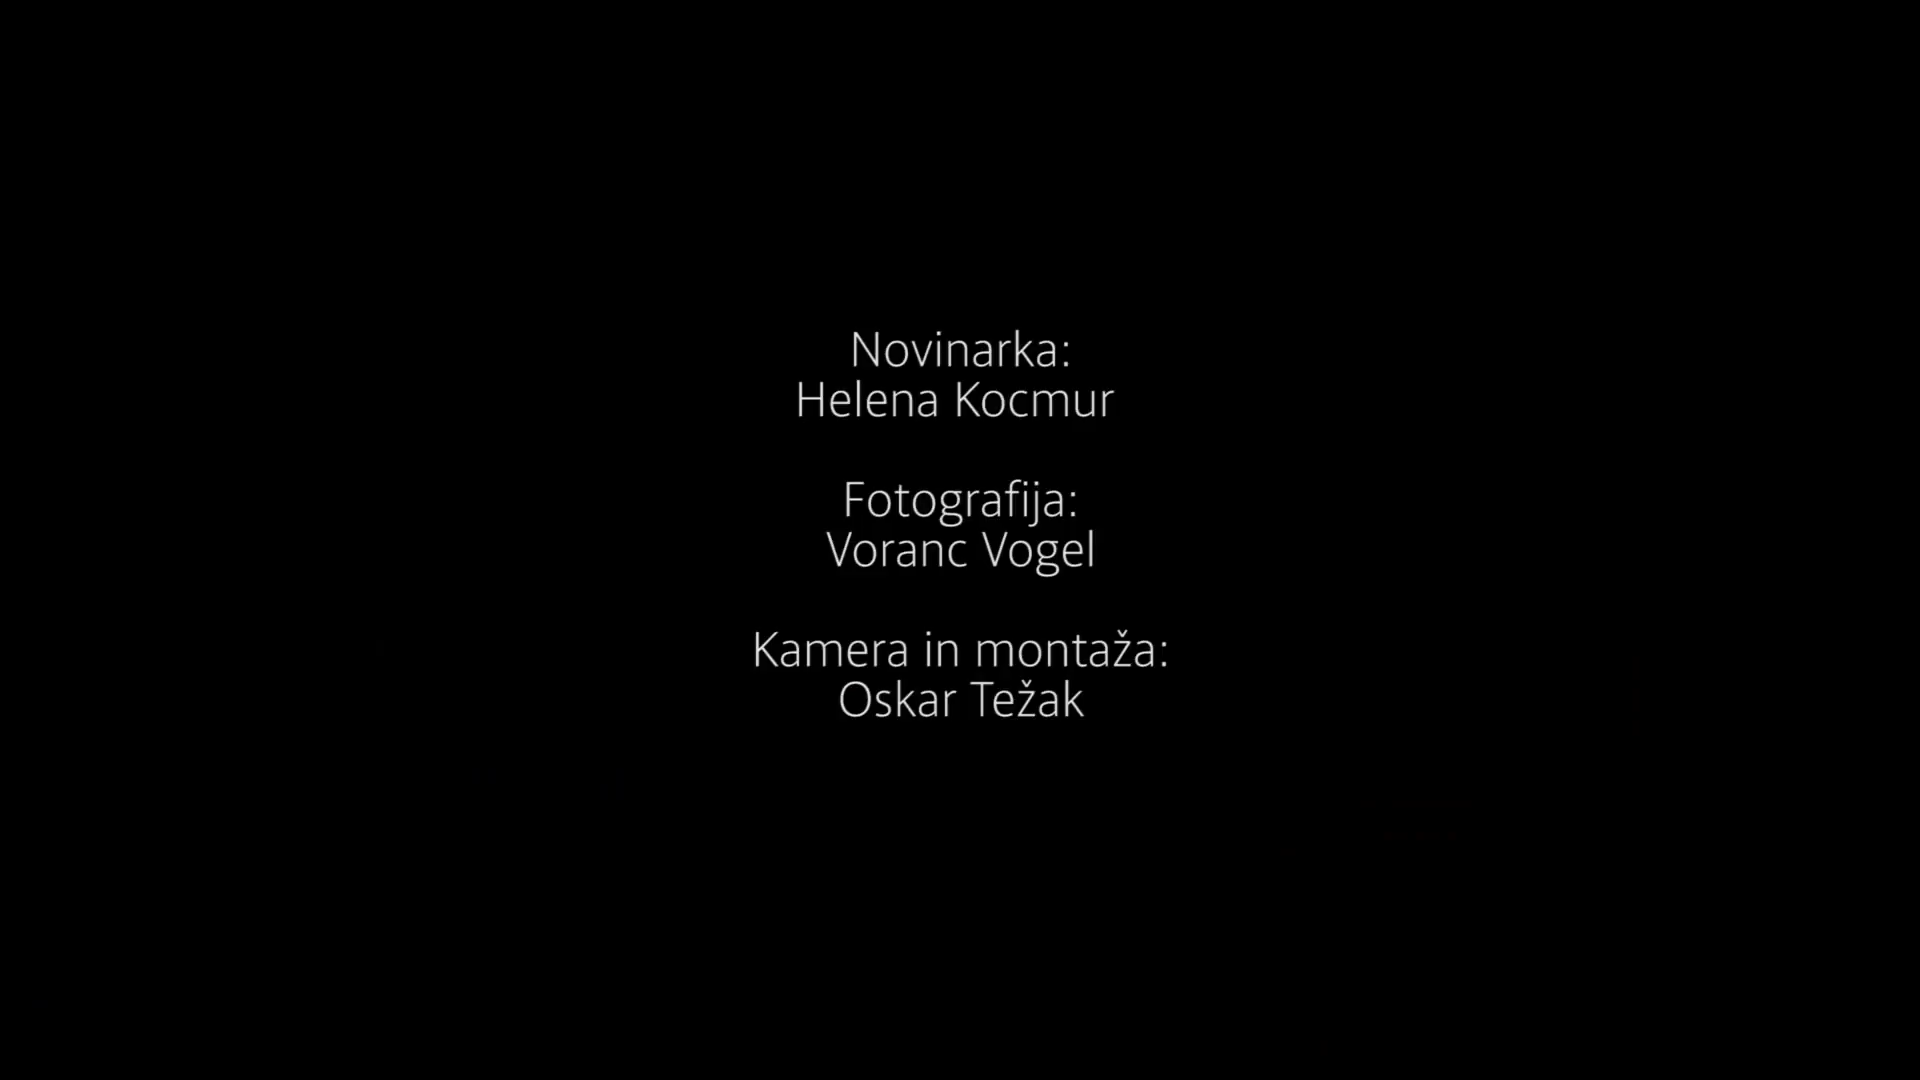 Novinarka:
Helena Kocmur
Fotografija:
Voranc Vogel
Kamera in montaža:
Oskar Težak